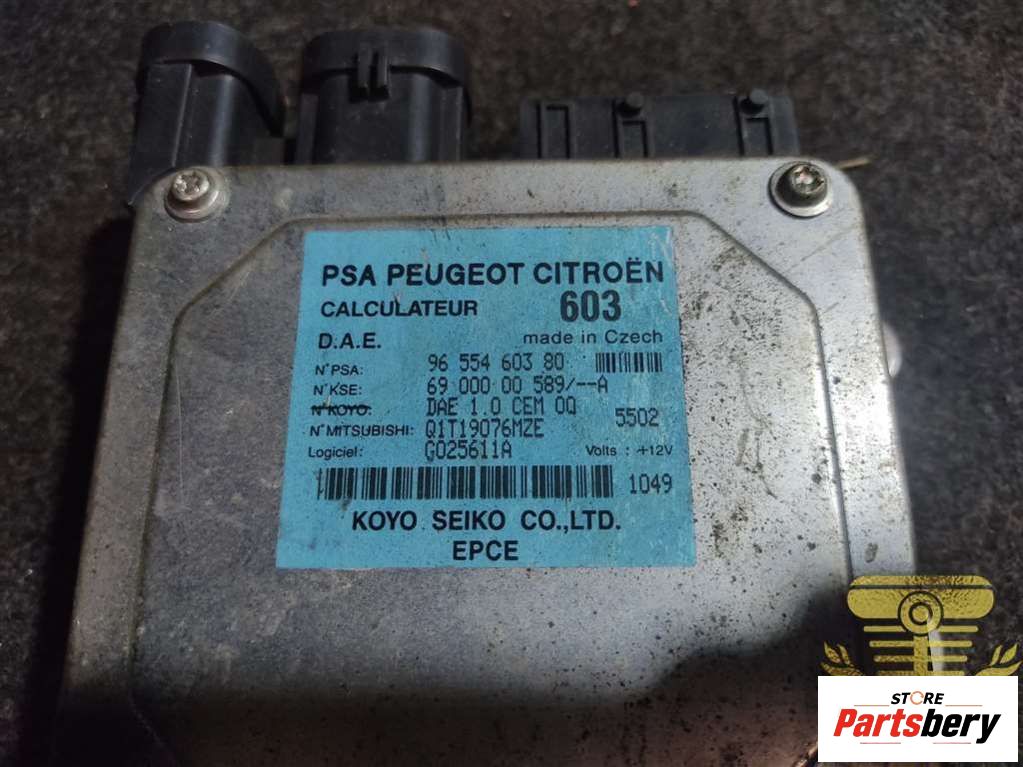 PSA PEUGEOT CITROËN
CALCULATEUR 603
D.A.E. made in Czech
N°PSA: 96 554 603 80
N°KSE: 69 000 00 589/--A
N°KOYO: DAE 1.0 CEM 0Q 5502
N°MITSUBISHI: Q1T19076MZE
Logiciel: G025611A Volts : +12V
1049
KOYO SEIKO CO.,LTD.
EPCE
STORE
Partsbery